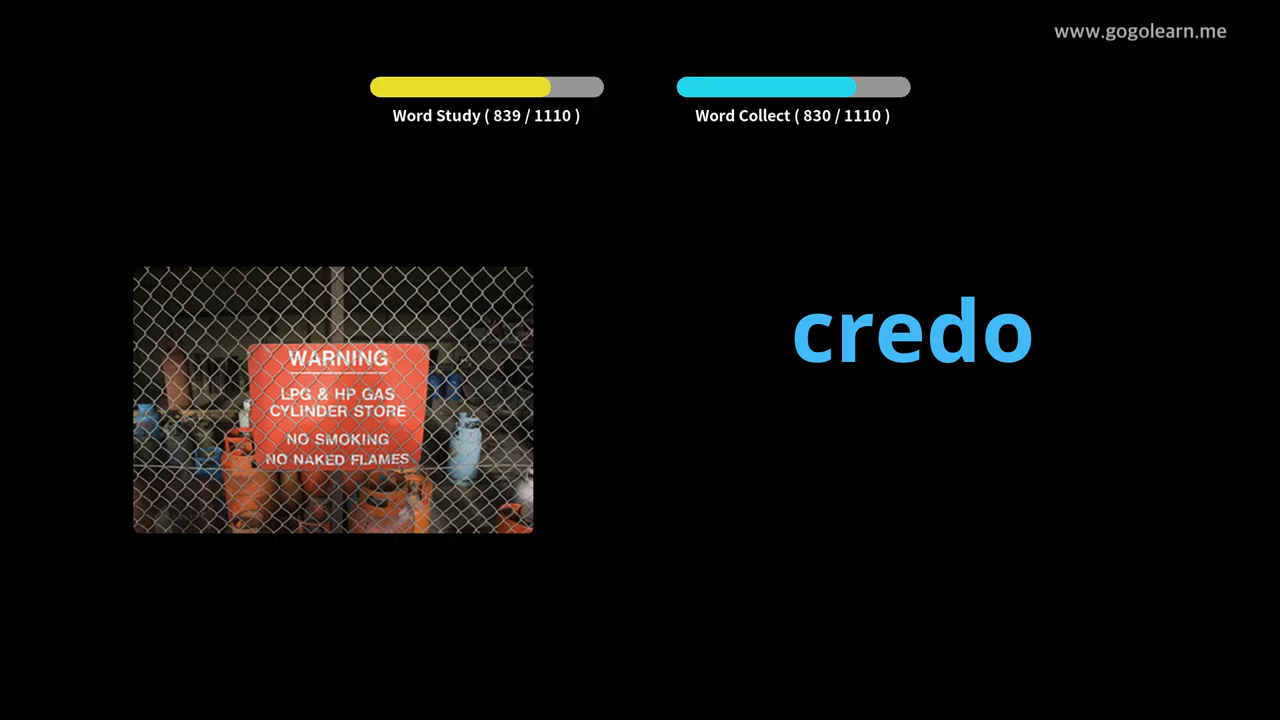 www.gogolearn.me
Word Study ( 839 / 1110 )
Word Collect ( 830 / 1110 )
credo
WARNING
LPG & HP GAS
CYLINDER STORE
NO SMOKING
NO NAKED FLAMES